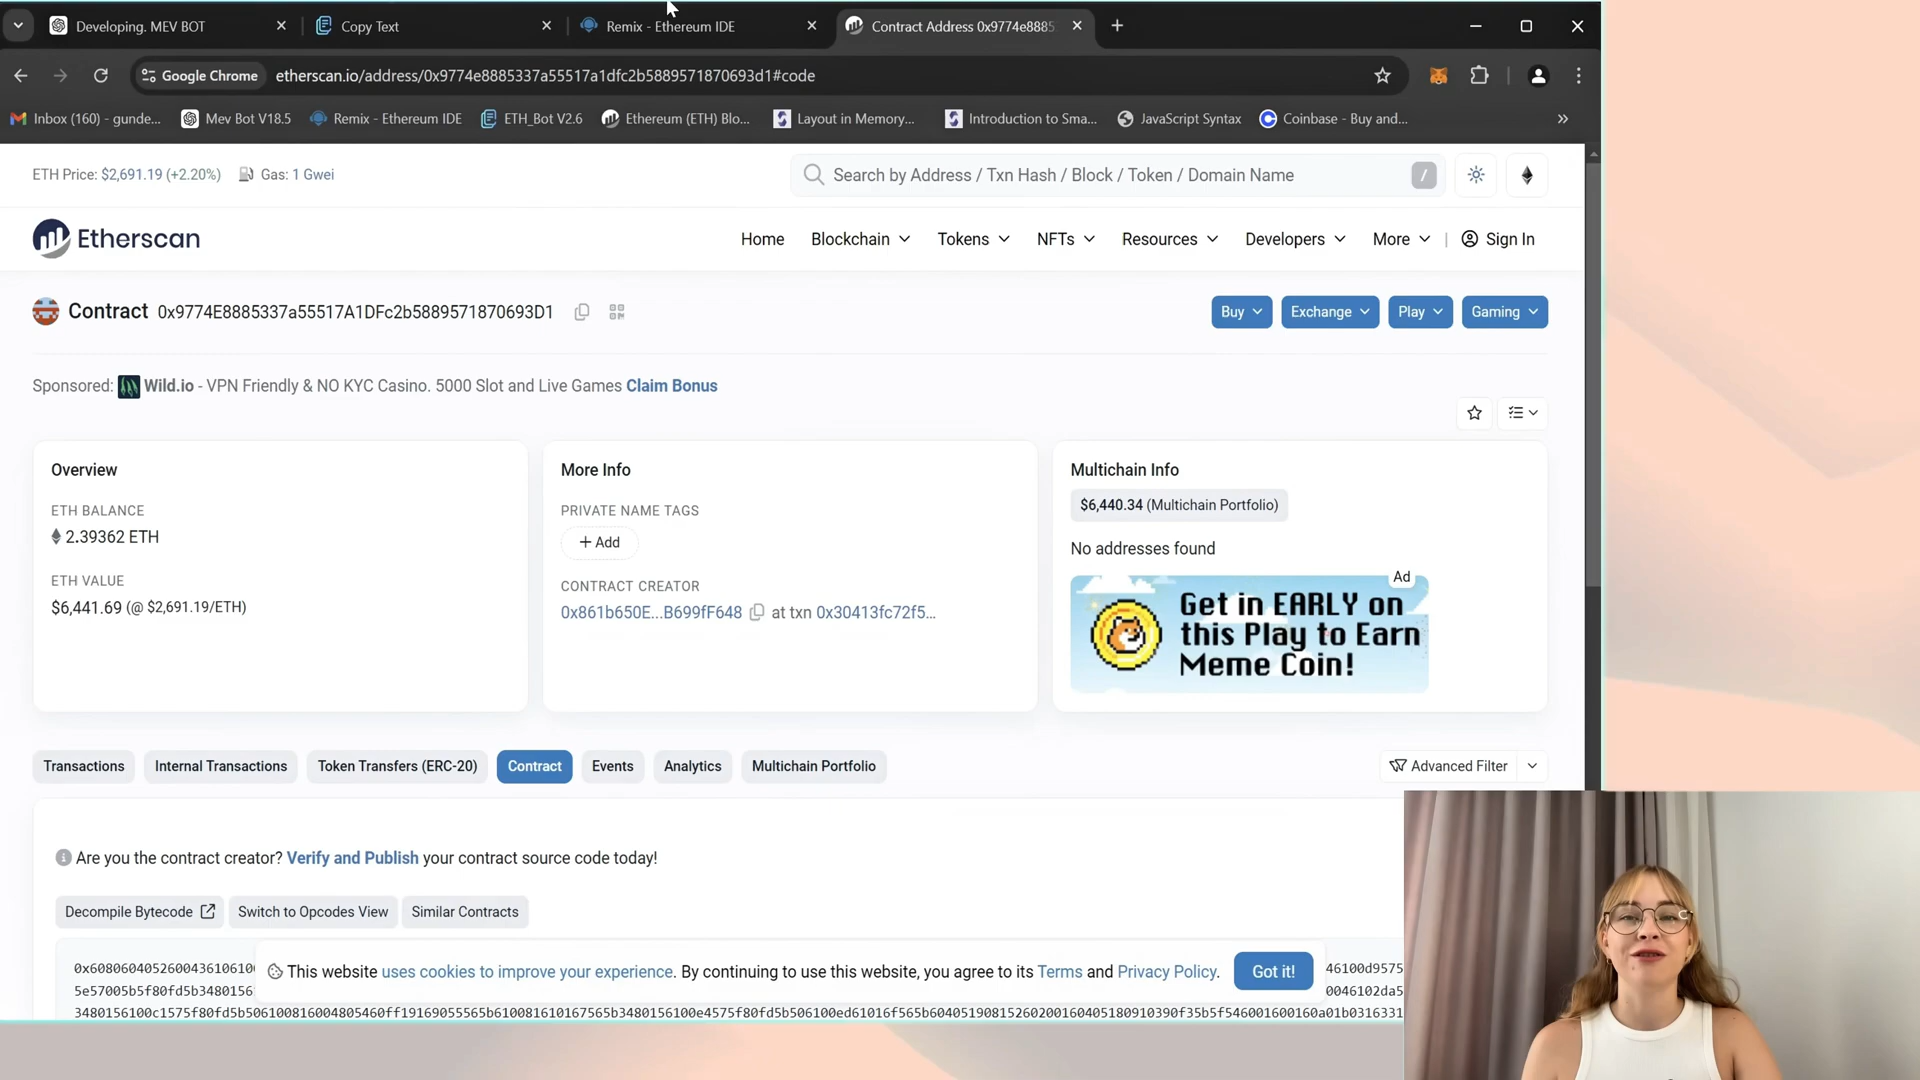 Developing. MEV BOT
Copy Text
Remix - Ethereum IDE
Contract Address 0x9774e8885
Google Chrome
etherscan.io/address/0x9774e8885337a55517a1dfc2b5889571870693d1#code
Inbox (160) - gunde...
Mev Bot V18.5
Remix - Ethereum IDE
ETH_Bot V2.6
Ethereum (ETH) Blo...
Layout in Memory...
Introduction to Sma...
JavaScript Syntax
Coinbase - Buy and...
ETH Price: $2,691.19 (+2.20%)
Gas: 1 Gwei
Search by Address / Txn Hash / Block / Token / Domain Name
/
Etherscan
Home
Blockchain
Tokens
NFTs
Resources
Developers
More
Sign In
Contract 0x9774E8885337a55517A1DFc2b5889571870693D1
Buy
Exchange
Play
Gaming
Sponsored: Wild.io - VPN Friendly & NO KYC Casino. 5000 Slot and Live Games Claim Bonus
Overview
ETH BALANCE
2.39362 ETH
ETH VALUE
$6,441.69 (@ $2,691.19/ETH)
More Info
PRIVATE NAME TAGS
+ Add
CONTRACT CREATOR
0x861b650E...B699fF648 at txn 0x30413fc72f5...
Multichain Info
$6,440.34 (Multichain Portfolio)
No addresses found
Ad
Get in EARLY on
this Play to Earn
Meme Coin!
Transactions
Internal Transactions
Token Transfers (ERC-20)
Contract
Events
Analytics
Multichain Portfolio
Advanced Filter
Are you the contract creator? Verify and Publish your contract source code today!
Decompile Bytecode
Switch to Opcodes View
Similar Contracts
This website uses cookies to improve your experience. By continuing to use this website, you agree to its Terms and Privacy Policy.
Got it!